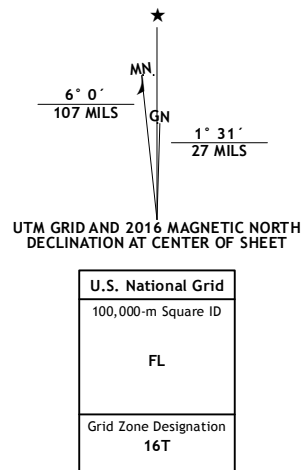 MN.
GN
6° 0´
107 MILS
1° 31´
27 MILS
UTM GRID AND 2016 MAGNETIC NORTH
DECLINATION AT CENTER OF SHEET
U.S. National Grid
100,000-m Square ID
FL
Grid Zone Designation
16T